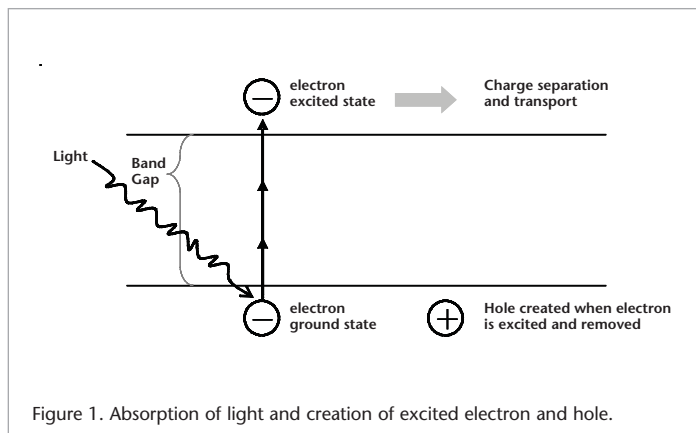 electron
excited state
Charge separation
and transport
Light
Band
Gap
electron
ground state
Hole created when electron
is excited and removed
Figure 1. Absorption of light and creation of excited electron and hole.